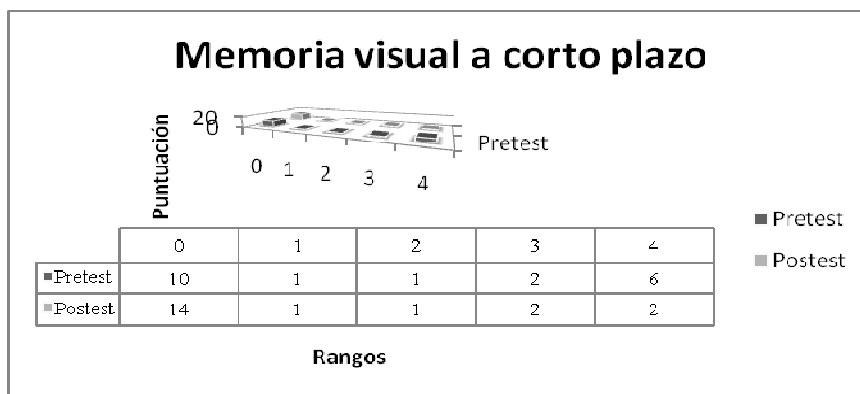 Memoria visual a corto plazo
Puntuación
20
0
Pretest
0 1 2 3 4
Pretest
Postest
0 1 2 3 4
Pretest 10 1 1 2 6
Postest 14 1 1 2 2
Rangos